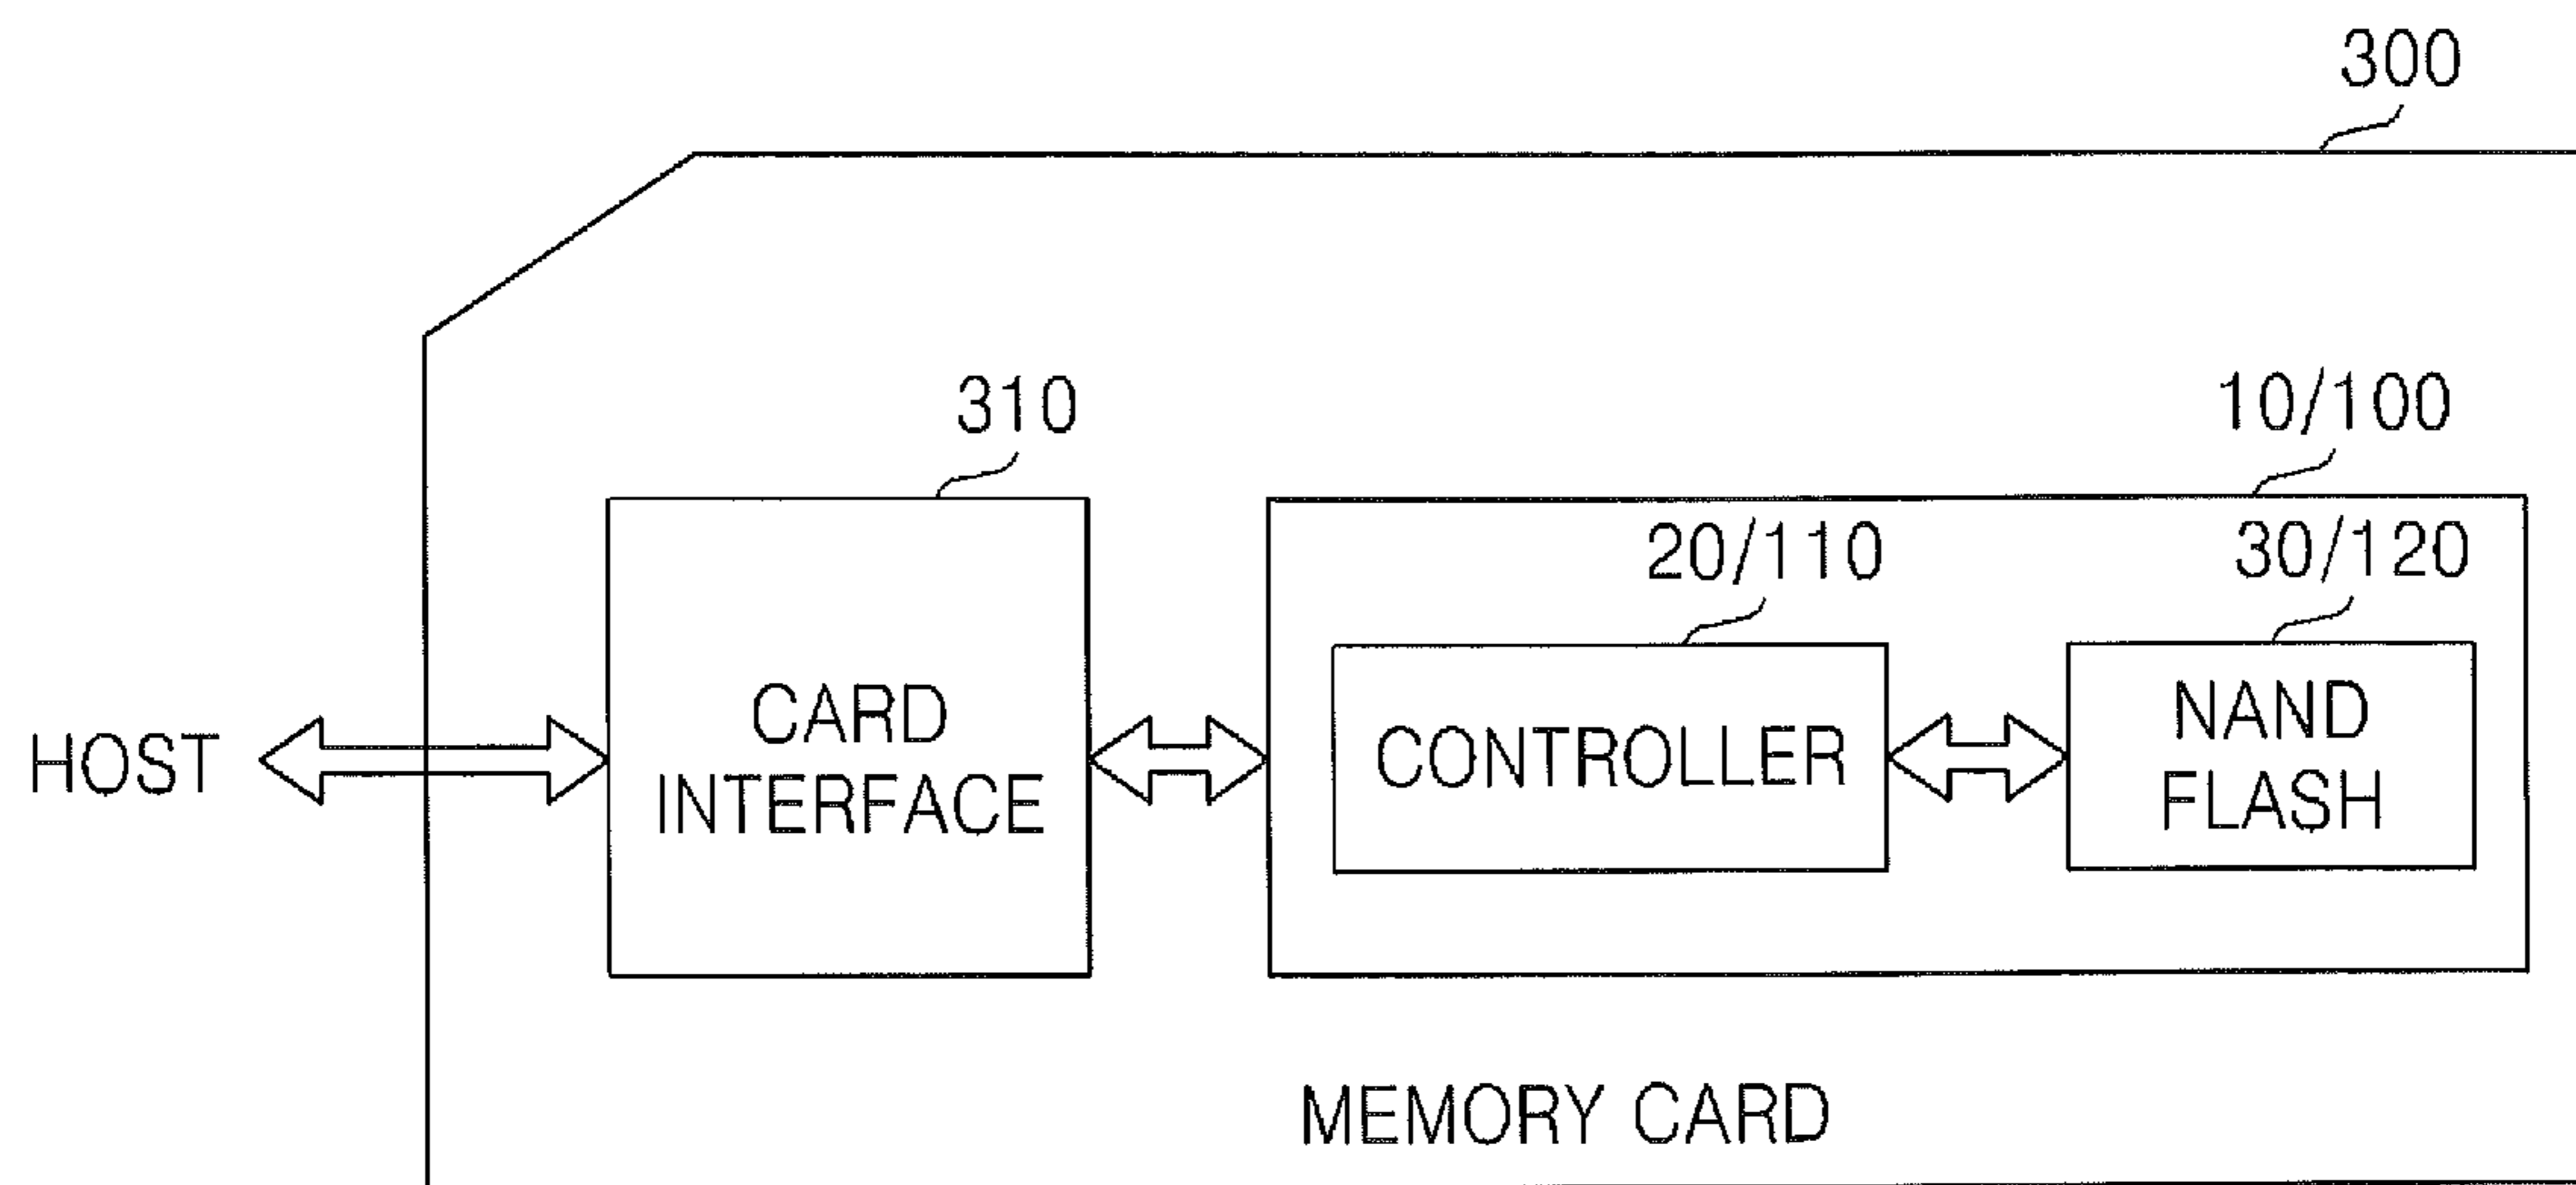 300
310
10/100
20/110
30/120
HOST
CARD
INTERFACE
CONTROLLER
NAND
FLASH
MEMORY CARD